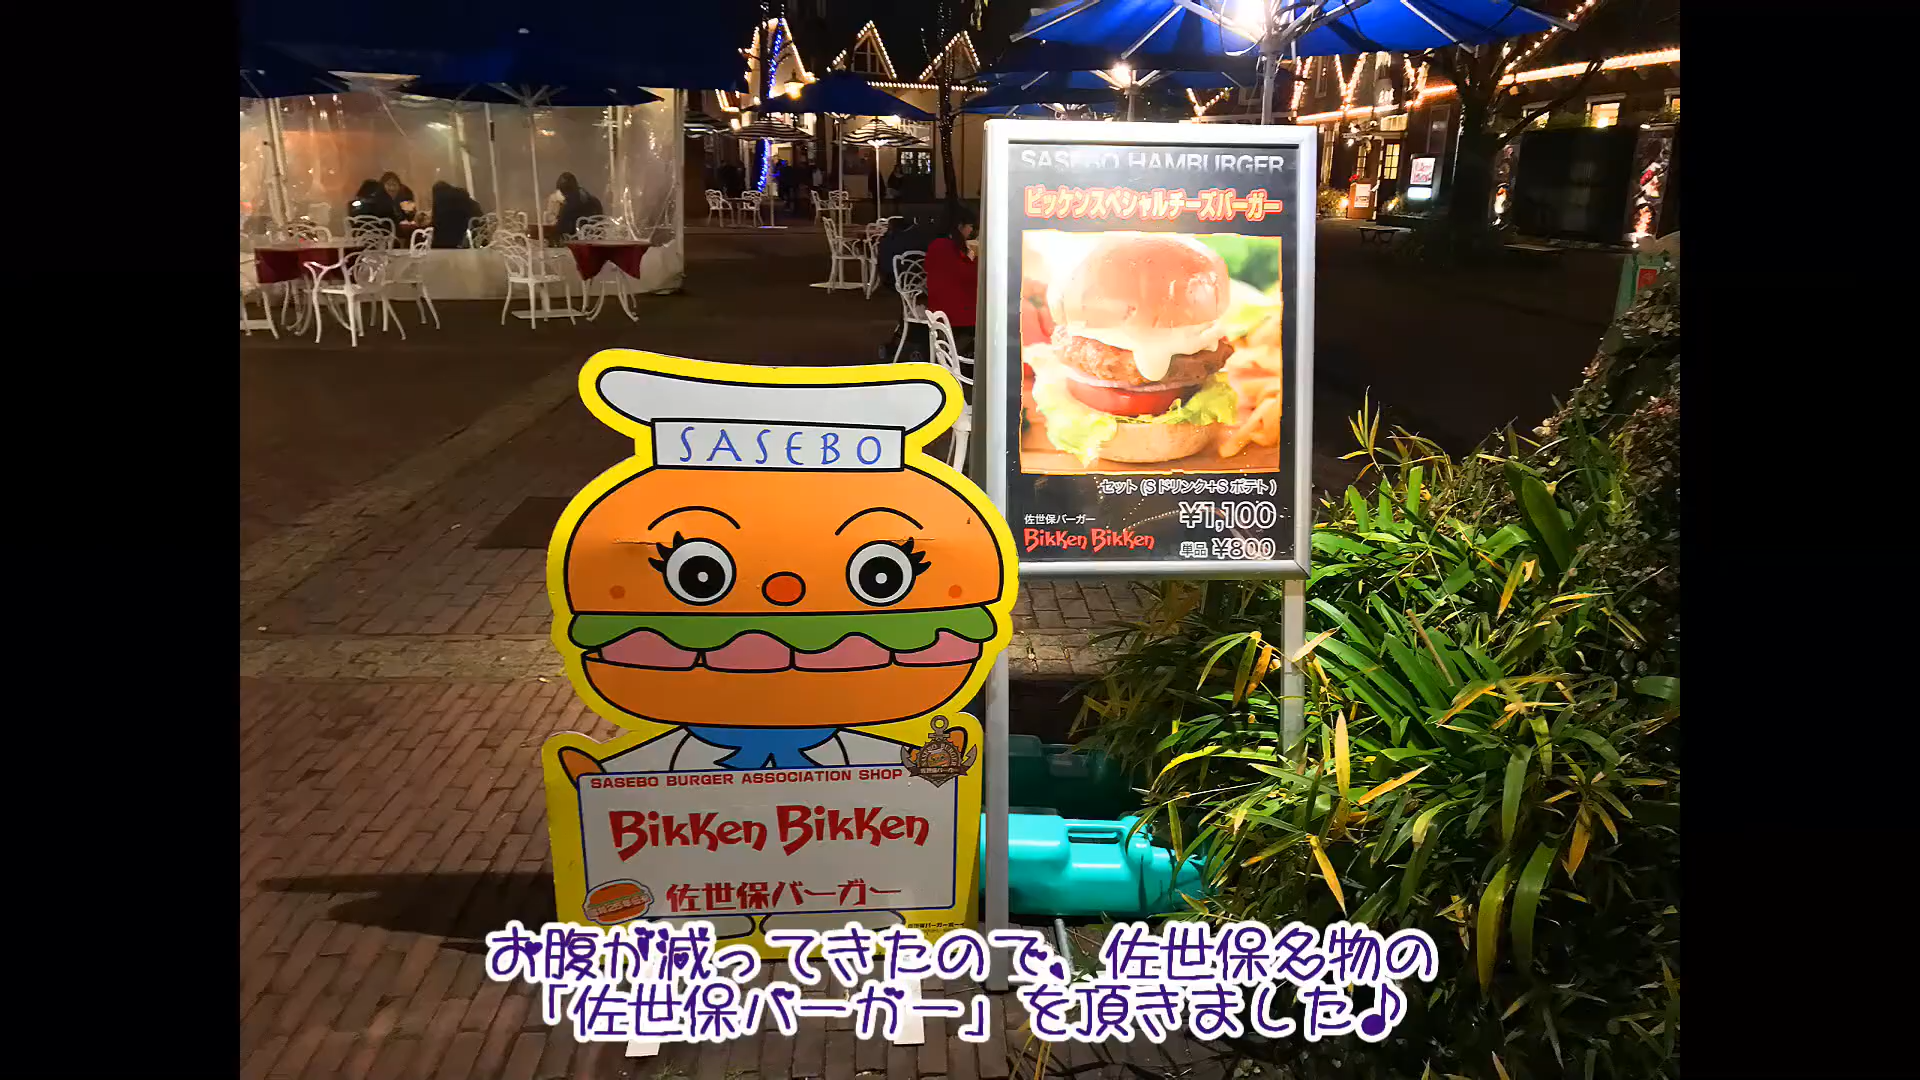 SASEBO HAMBURGER
ビッケンスペシャルチーズバーガー
セット(Sドリンク+Sポテト)
¥1,100
佐世保バーガー
BikKen BikKen
単品 ¥800
SASEBO
SASEBO BURGER ASSOCIATION SHOP
BikKen BikKen
佐世保バーガー
お腹が減ってきたので、佐世保名物の
「佐世保バーガー」を頂きました♪